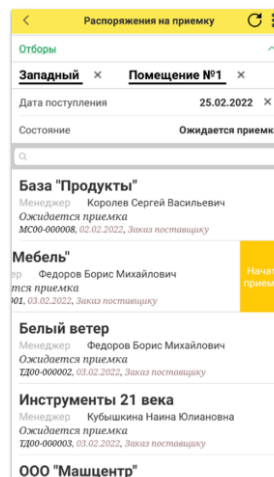 Распоряжения на приемку
Отборы
Западный × Помещение №1 ×
Дата поступления 25.02.2022 ×
Состояние Ожидается приемк
База "Продукты"
Менеджер Королев Сергей Васильевич
Ожидается приемка
МС00-000008, 02.02.2022, Заказ поставщику
Мебель"
ер Федоров Борис Михайлович
тся приемка
01, 03.02.2022, Заказ поставщику
Начат
прием
Белый ветер
Менеджер Федоров Борис Михайлович
Ожидается приемка
ТД00-000002, 03.02.2022, Заказ поставщику
Инструменты 21 века
Менеджер Кубышкина Наина Юлиановна
Ожидается приемка
ТД00-000003, 03.02.2022, Заказ поставщику
ООО "Машцентр"